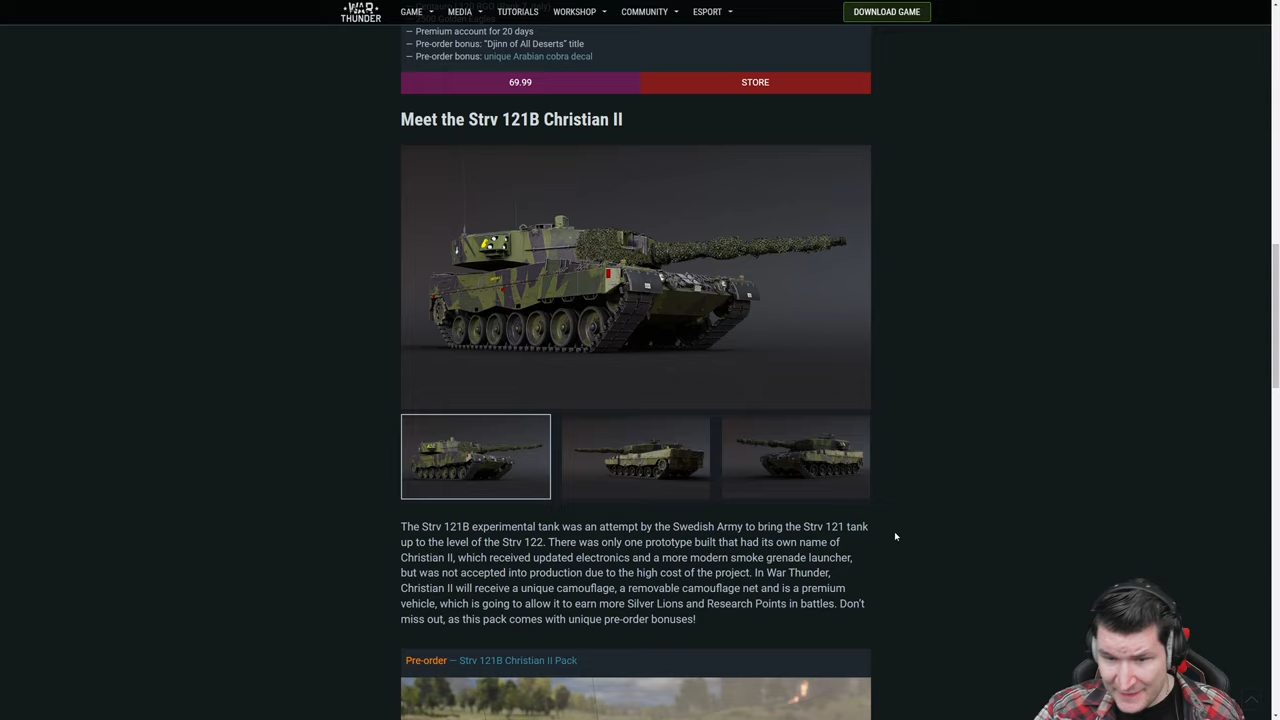 WAR
THUNDER
GAME MEDIA TUTORIALS WORKSHOP COMMUNITY ESPORT DOWNLOAD GAME
— 2500 Golden Eagles
— Premium account for 20 days
— Pre-order bonus: “Djinn of All Deserts” title
— Pre-order bonus: unique Arabian cobra decal
69.99 STORE
Meet the Strv 121B Christian II
The Strv 121B experimental tank was an attempt by the Swedish Army to bring the Strv 121 tank
up to the level of the Strv 122. There was only one prototype built that had its own name of
Christian II, which received updated electronics and a more modern smoke grenade launcher,
but was not accepted into production due to the high cost of the project. In War Thunder,
Christian II will receive a unique camouflage, a removable camouflage net and is a premium
vehicle, which is going to allow it to earn more Silver Lions and Research Points in battles. Don’t
miss out, as this pack comes with unique pre-order bonuses!
Pre-order — Strv 121B Christian II Pack